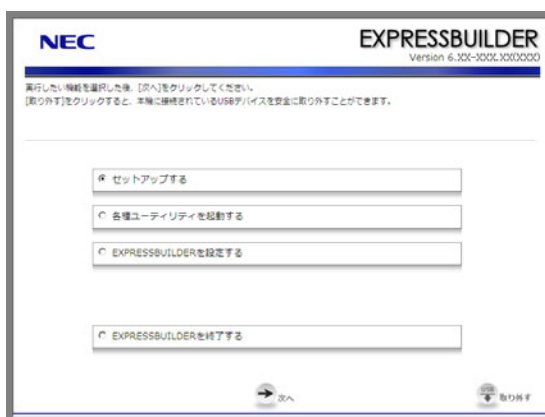 NEC
EXPRESSBUILDER
Version 6.XX-XXX.XX(XXXX)
実行したい機能を選択した後、[次へ]をクリックしてください。
[取り外す]をクリックすると、本機に接続されているUSBデバイスを安全に取り外すことができます。
セットアップする
各種ユーティリティを起動する
EXPRESSBUILDERを設定する
EXPRESSBUILDERを終了する
次へ
USB
取り外す